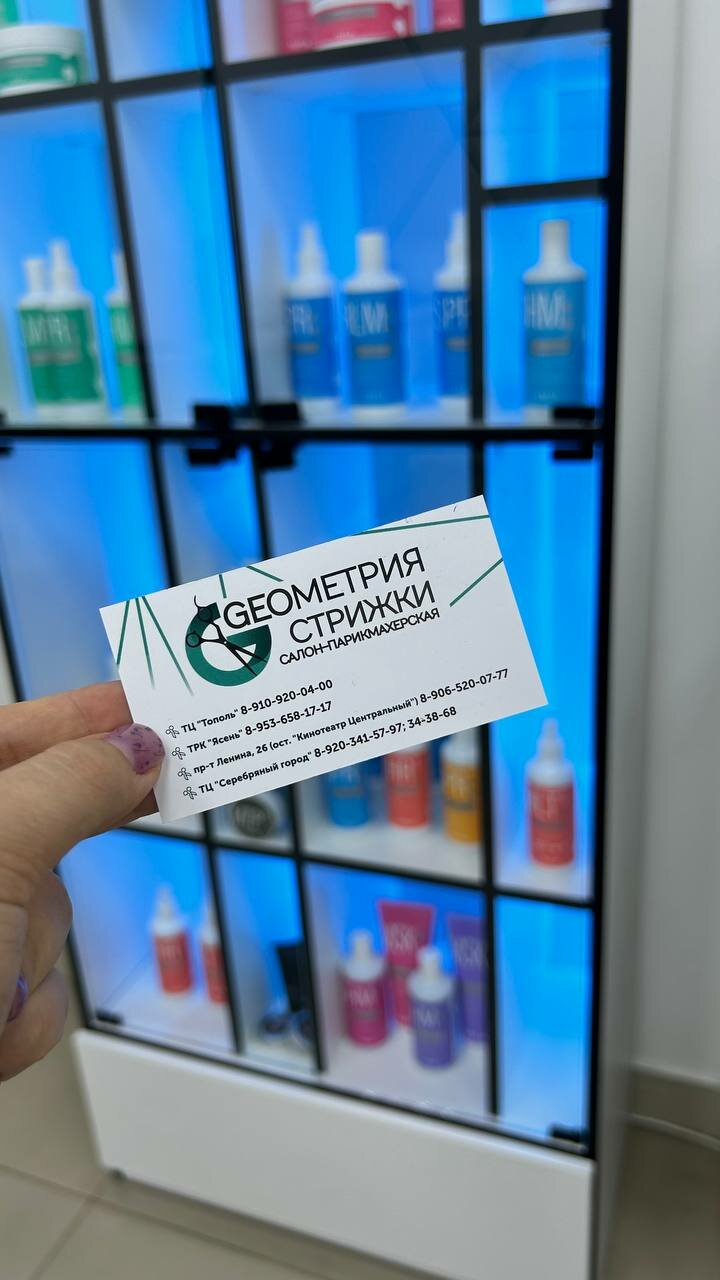 GEОМЕТРИЯ
СТРИЖКИ
САЛОН-ПАРИКМАХЕРСКАЯ
ТЦ "Тополь" 8-910-920-04-00
ТРК "Ясень" 8-953-658-17-17
пр-т Ленина, 26 (ост. "Кинотеатр Центральный") 8-906-520-07-77
ТЦ "Серебряный город" 8-920-341-57-97; 34-38-68